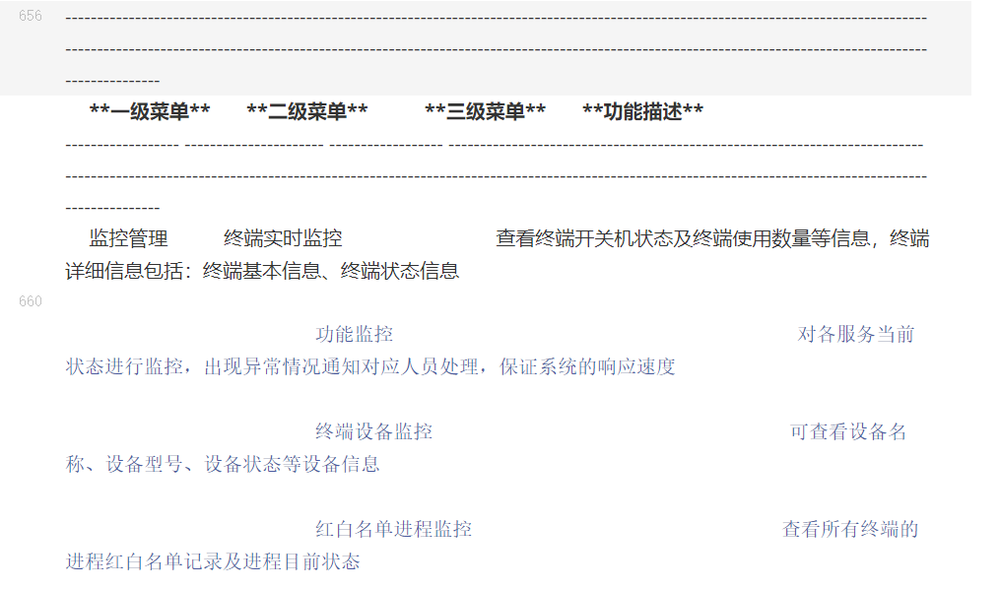 656 -----------------------------------------------------------------------------------------------------------------------------------------
-----------------------------------------------------------------------------------------------------------------------------------------
---------------
**一级菜单** **二级菜单** **三级菜单** **功能描述**
------------------ ---------------------- ------------------ ---------------------------------------------------------------------------
-----------------------------------------------------------------------------------------------------------------------------------------
---------------
监控管理 终端实时监控 查看终端开关机状态及终端使用数量等信息，终端
详细信息包括：终端基本信息、终端状态信息
660
功能监控 对各服务当前
状态进行监控，出现异常情况通知对应人员处理，保证系统的响应速度
终端设备监控 可查看设备名
称、设备型号、设备状态等设备信息
红白名单进程监控 查看所有终端的
进程红白名单记录及进程目前状态